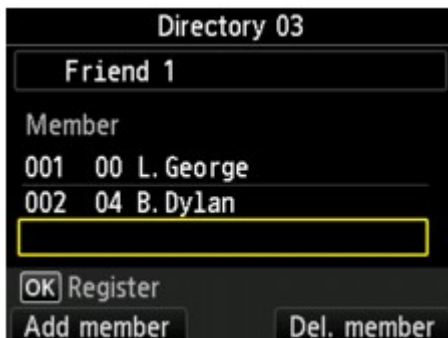 Directory 03
Friend 1
Member
001 00 L.George
002 04 B.Dylan
OK Register
Add member Del. member